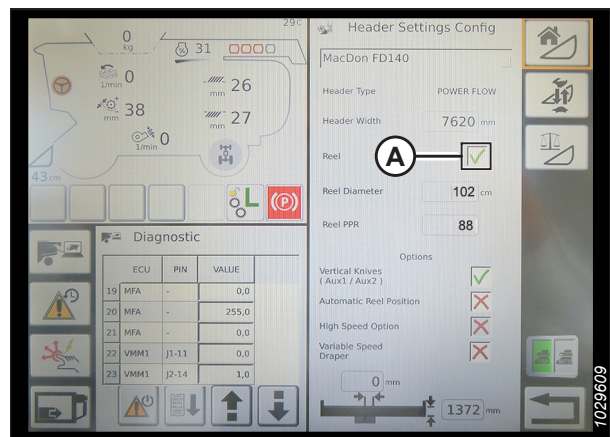 0
kg
31
29c
0
1/min
26
mm
38
mm
27
mm
0
1/min
43 cm
L
(P)
Diagnostic
ECU PIN VALUE
19 MFA - 0,0
20 MFA - 255,0
21 MFA - 0,0
22 VMM1 J1-11 0,0
23 VMM1 J2-14 1,0
Header Settings Config
MacDon FD140
Header Type POWER FLOW
Header Width 7620 mm
Reel A
Reel Diameter 102 cm
Reel PPR 88
Options
Vertical Knives
( Aux1 / Aux2 )
Automatic Reel Position
High Speed Option
Variable Speed
Draper
0 mm
1372 mm
1029609